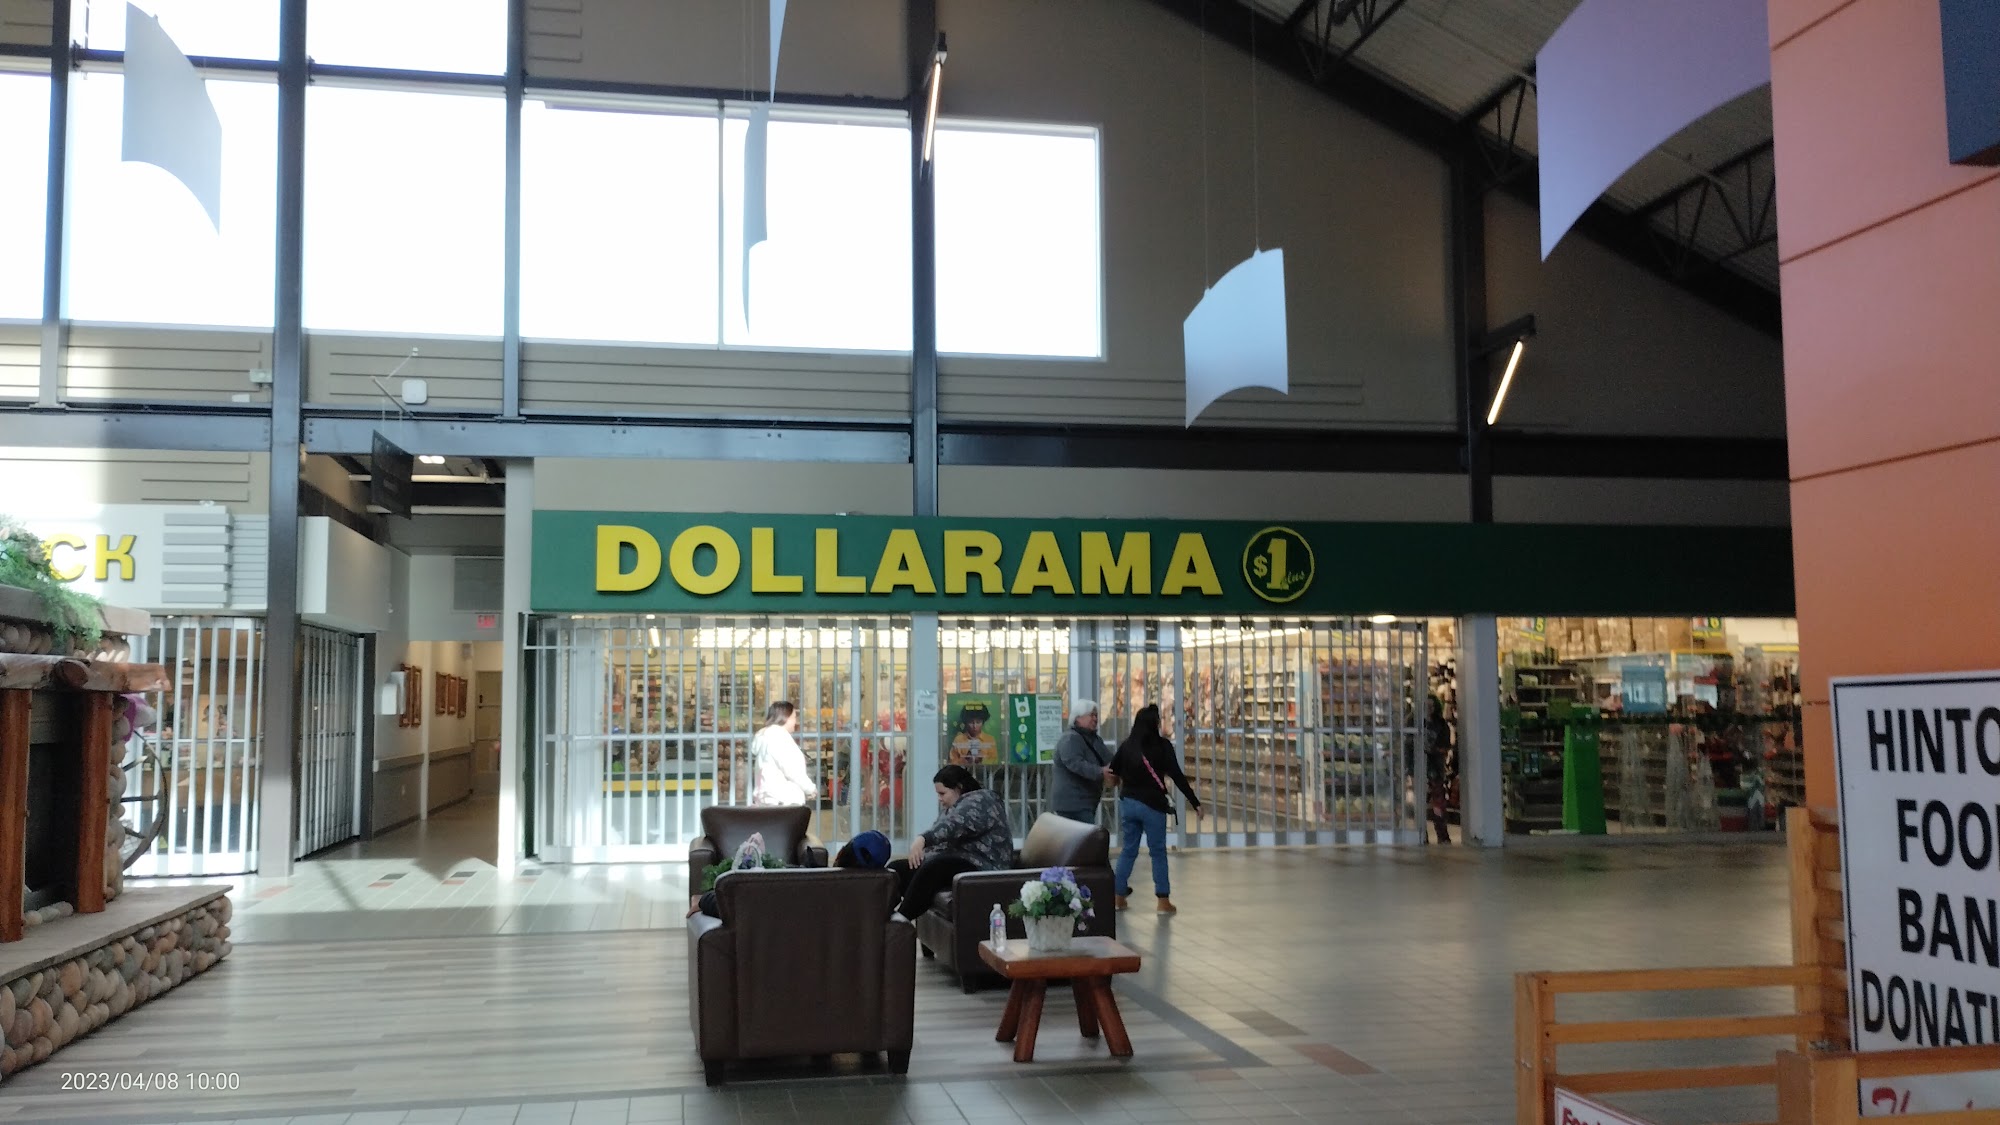 CK
DOLLARAMA $1 plus
HINTO
FOO
BAN
DONATI
2023/04/08 10:00